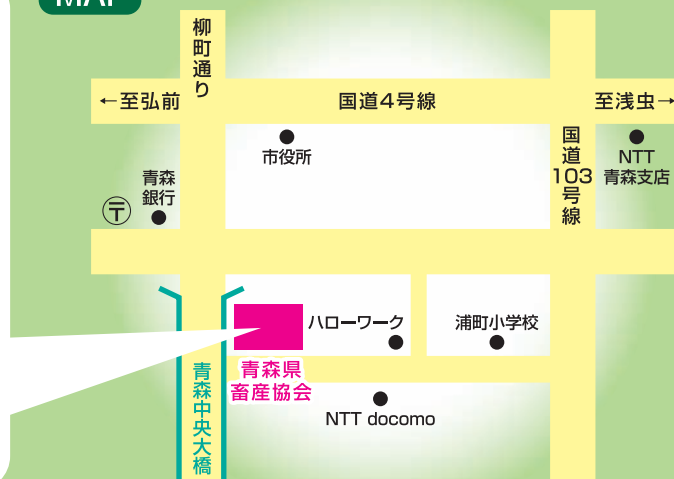 MAP
柳町通り
←至弘前
国道4号線
至浅虫→
市役所
国道103号線
NTT
青森支店
青森
銀行
〒
ハローワーク
浦町小学校
青森県
畜産協会
青森中央大橋
NTT docomo